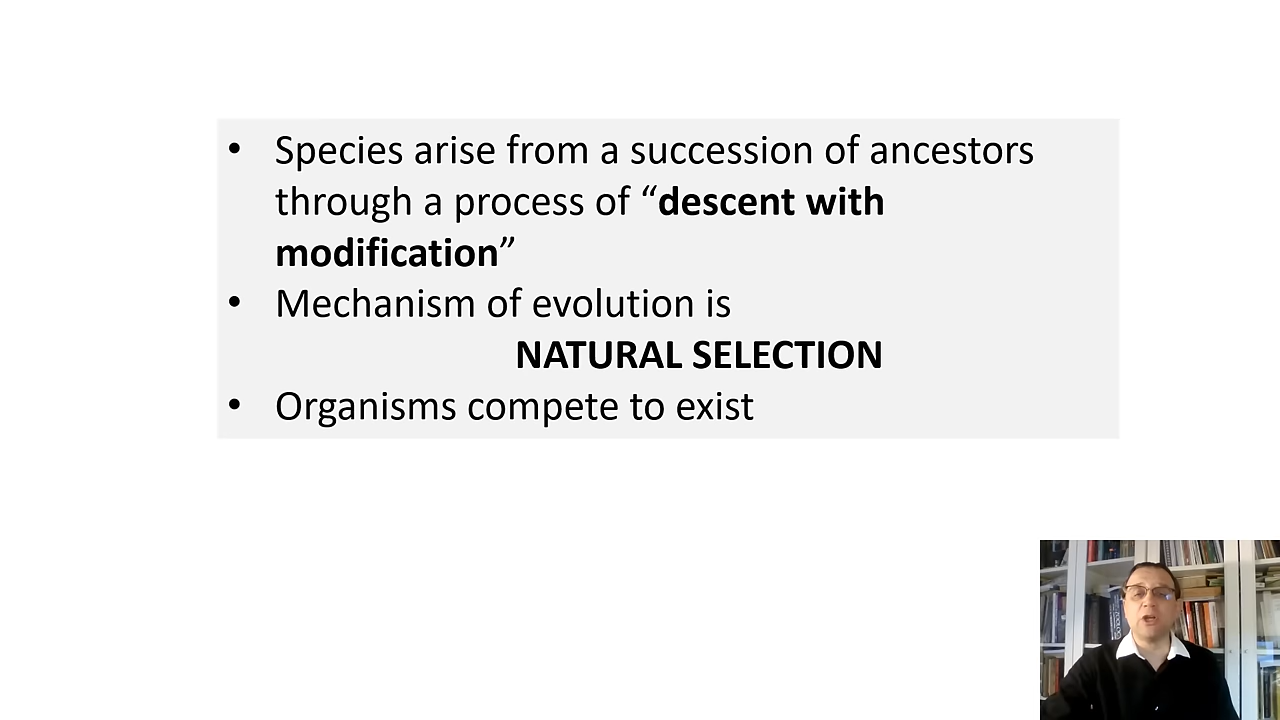 • Species arise from a succession of ancestors
through a process of “descent with
modification”
• Mechanism of evolution is
NATURAL SELECTION
• Organisms compete to exist